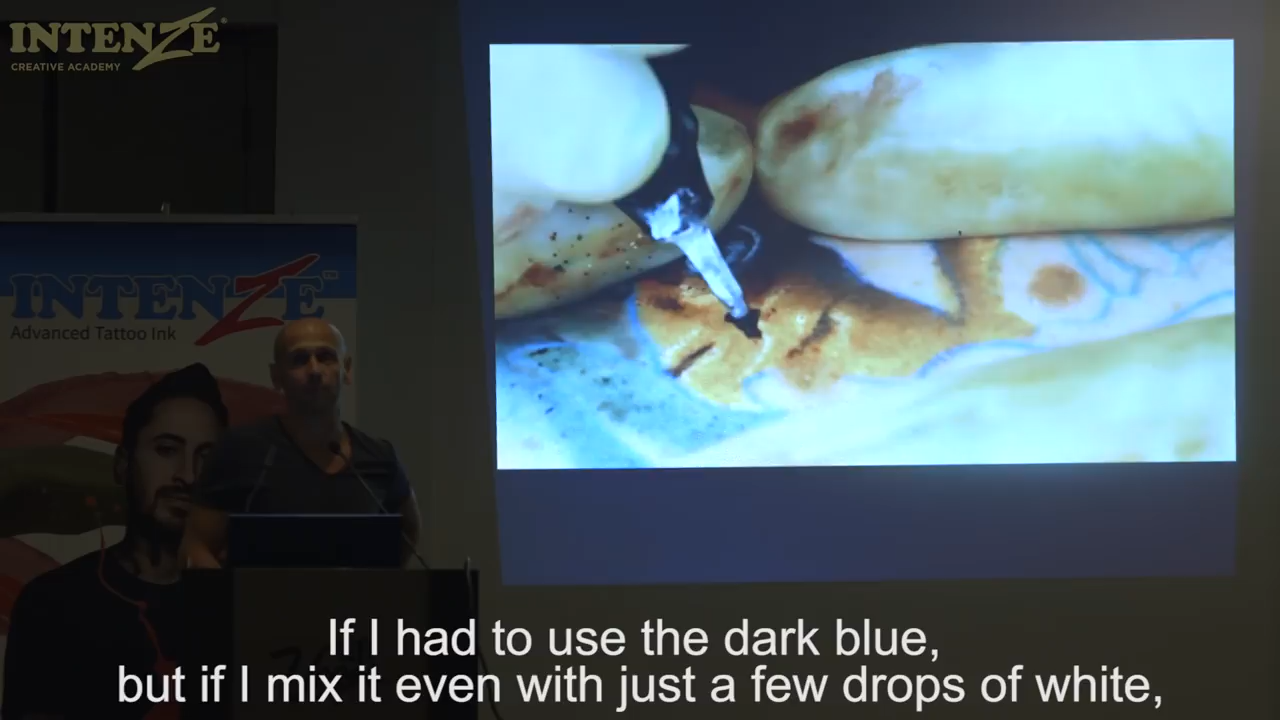 INTENZE
CREATIVE ACADEMY
INTENZE
Advanced Tattoo Ink
If I had to use the dark blue,
but if I mix it even with just a few drops of white,